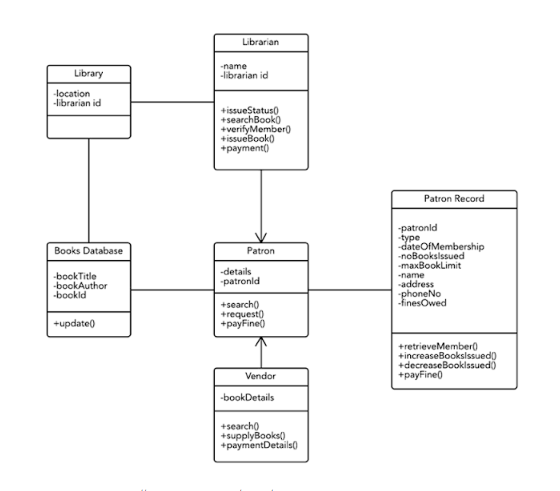 Librarian
-name
-librarian id
+issueStatus()
+searchBook()
+verifyMember()
+issueBook()
+payment()
Library
-location
-librarian id
Patron Record
-patronId
-type
-dateOfMembership
-noBooksIssued
-maxBookLimit
-name
-address
-phoneNo
-finesOwed
+retrieveMember()
+increaseBooksIssued()
+decreaseBookIssued()
+payFine()
Books Database
-bookTitle
-bookAuthor
-bookId
+update()
Patron
-details
-patronId
+search()
+request()
+payFine()
Vendor
-bookDetails
+search()
+supplyBooks()
+paymentDetails()